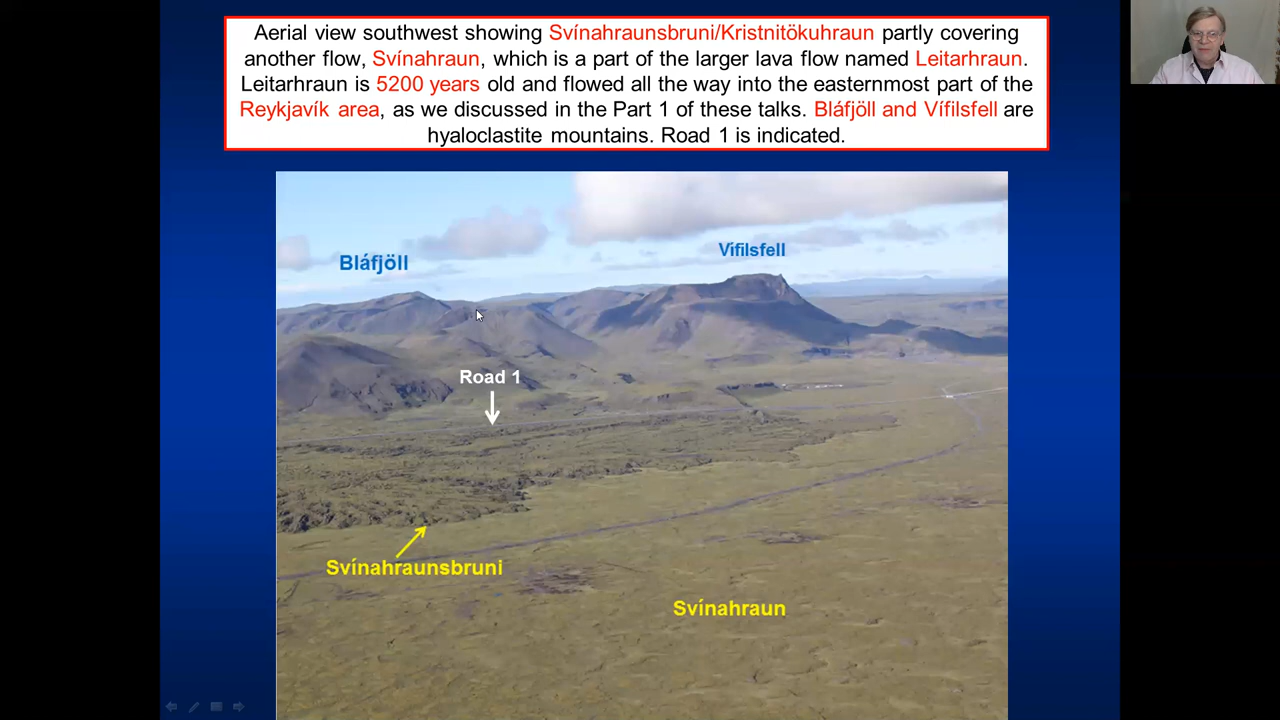 Aerial view southwest showing Svínahraunsbruni/Kristnitökuhraun partly covering
another flow, Svínahraun, which is a part of the larger lava flow named Leitarhraun.
Leitarhraun is 5200 years old and flowed all the way into the easternmost part of the
Reykjavík area, as we discussed in the Part 1 of these talks. Bláfjöll and Vífilsfell are
hyaloclastite mountains. Road 1 is indicated.
Vífilsfell
Bláfjöll
Road 1
Svínahraunsbruni
Svínahraun